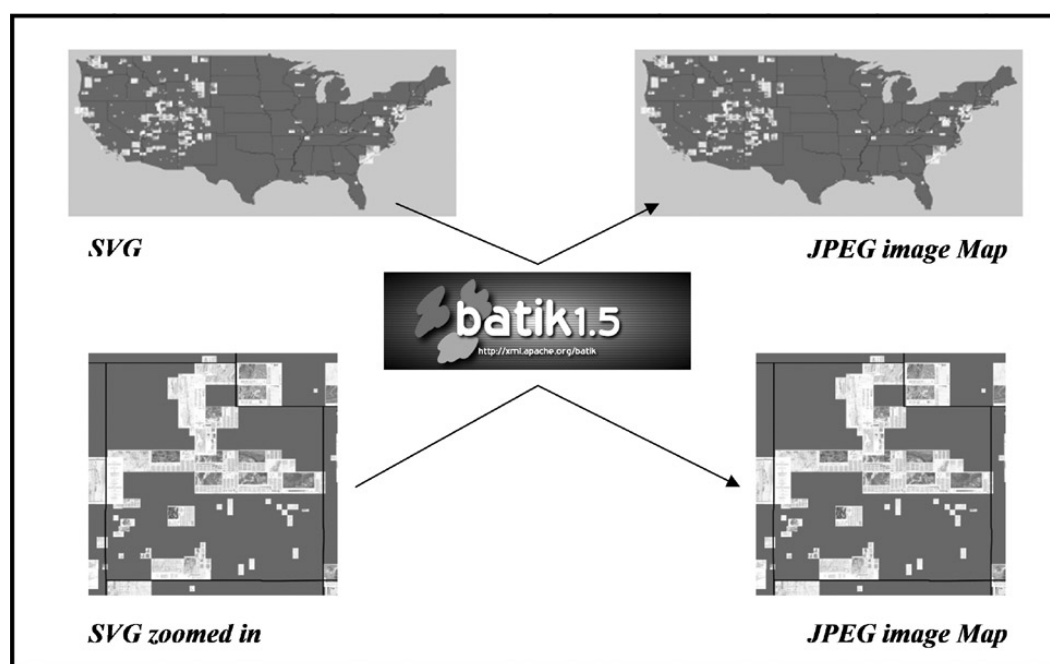 SVG
JPEG image Map
batik1.5
http://xml.apache.org/batik
SVG zoomed in
JPEG image Map